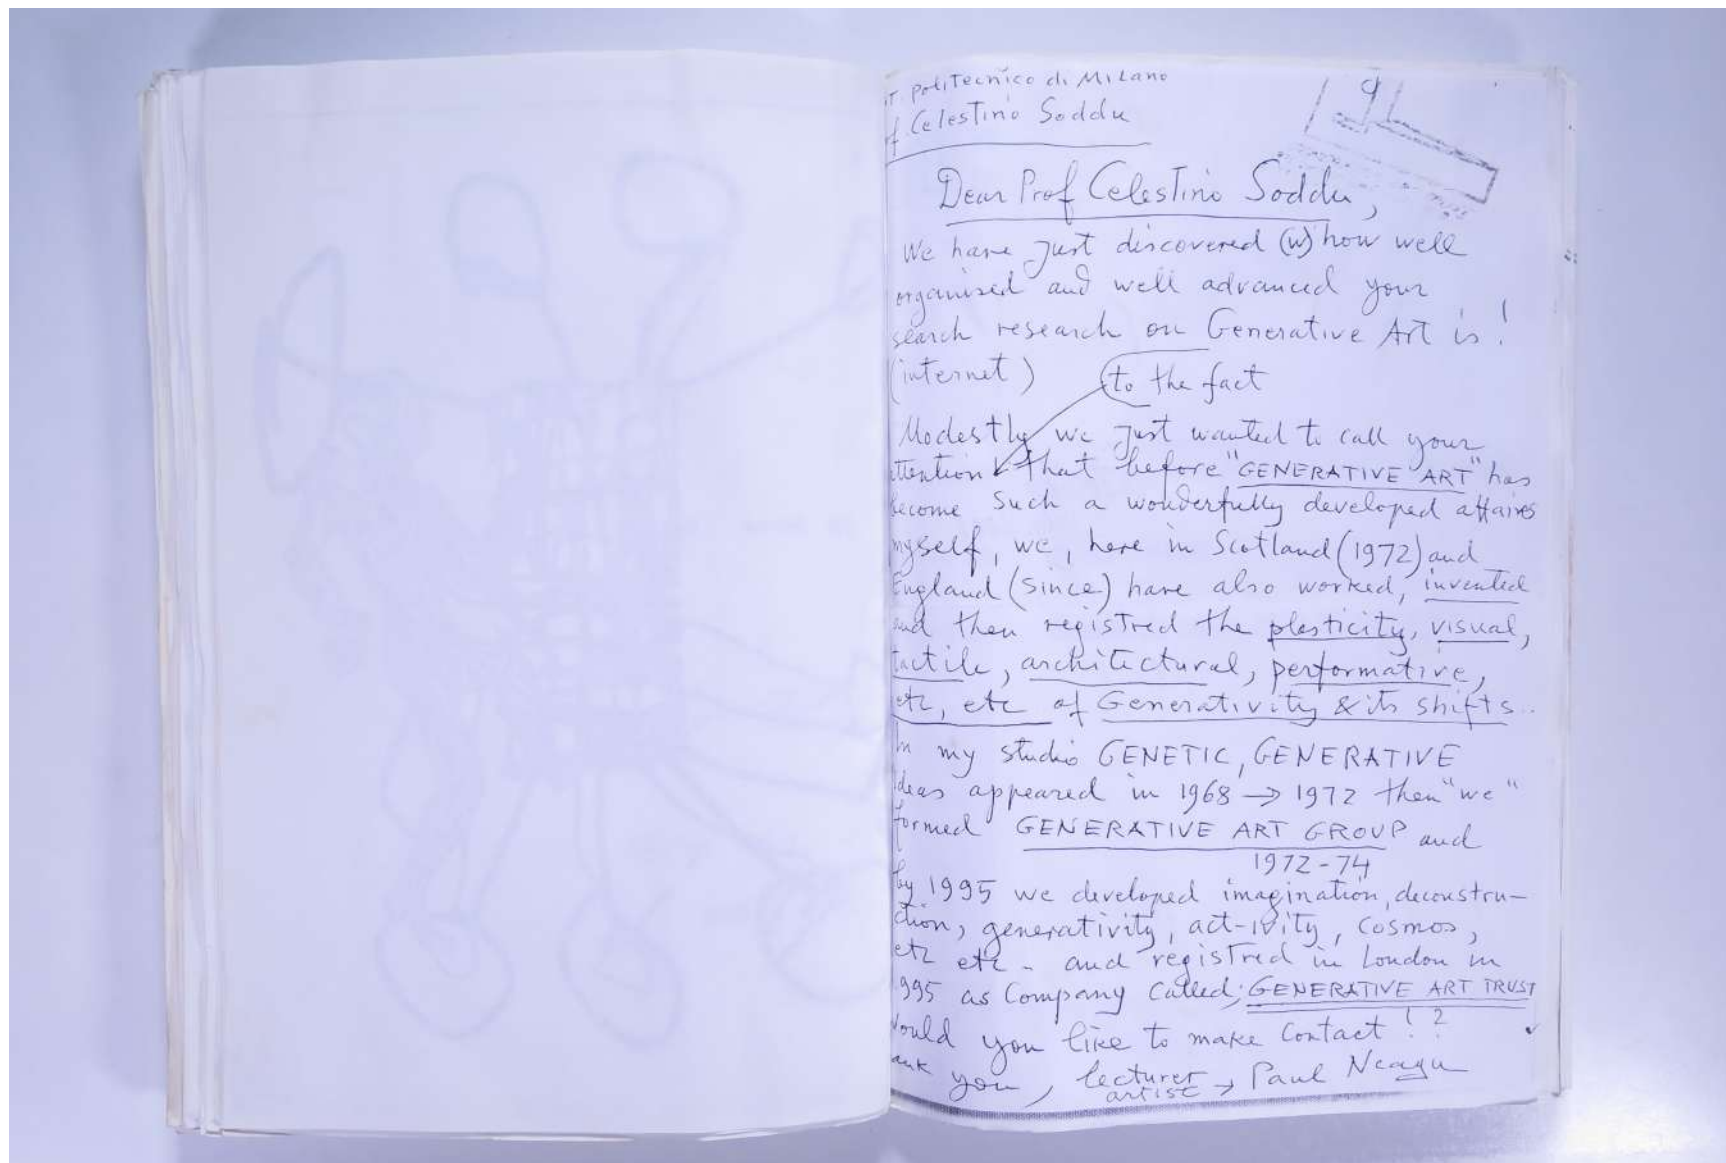 Politecnico di Milano
Celestino Soddu
Dear Prof Celestino Soddu,
We have just discovered (w) how well
organised and well advanced your
search research on Generative Art is!
(internet) to the fact
Modestly we just wanted to call your
attention that before "GENERATIVE ART" has
become such a wonderfully developed affaires
myself, we, here in Scotland (1972) and
England (since) have also worked, invented
and then registred the plasticity, visual,
tactile, architectural, performative,
etc, etc of Generativity & its shifts..
In my studio GENETIC, GENERATIVE
ideas appeared in 1968 → 1972 then "we"
formed GENERATIVE ART GROUP and
1972-74
by 1995 we developed imagination, deconstru-
ction, generativity, act-ivity, cosmos,
etc etc - and registred in London in
1995 as Company called; GENERATIVE ART TRUST
Would you like to make contact!?
you, lecturer → Paul Neagu
artist